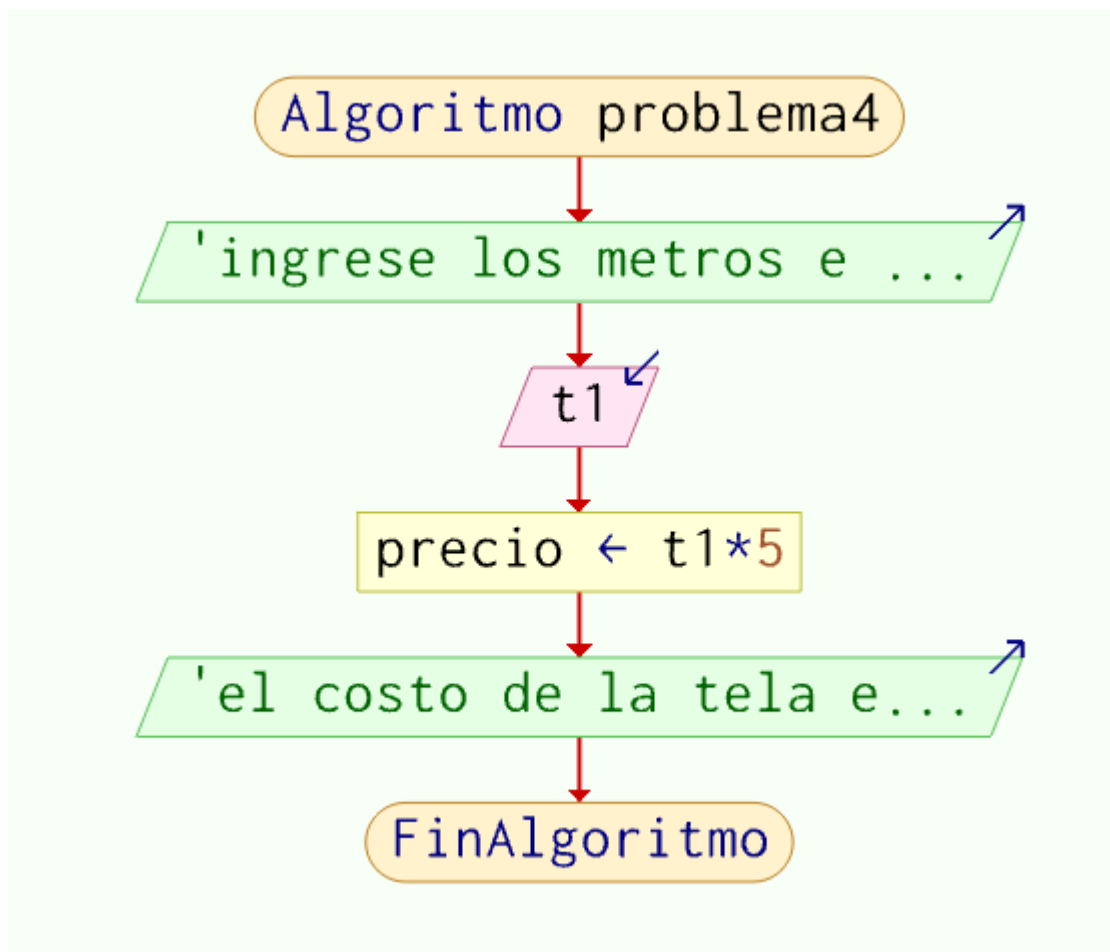 Algoritmo problema4
'ingrese los metros e ...
t1
precio ← t1*5
'el costo de la tela e...
FinAlgoritmo